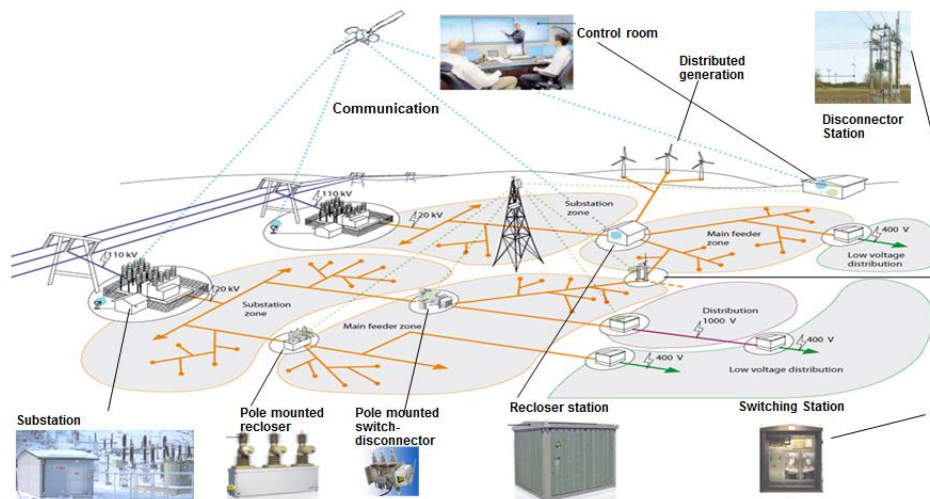 Control room
Distributed
generation
Communication
Disconnector
Station
110 kV
20 kV
Substation
zone
Main feeder
zone
400 V
Low voltage
distribution
110 kV
20 kV
Substation
zone
Main feeder zone
Distribution
1000 V
400 V
400 V
Low voltage distribution
Substation
Pole mounted
recloser
Pole mounted
switch-
disconnector
Recloser station
Switching Station